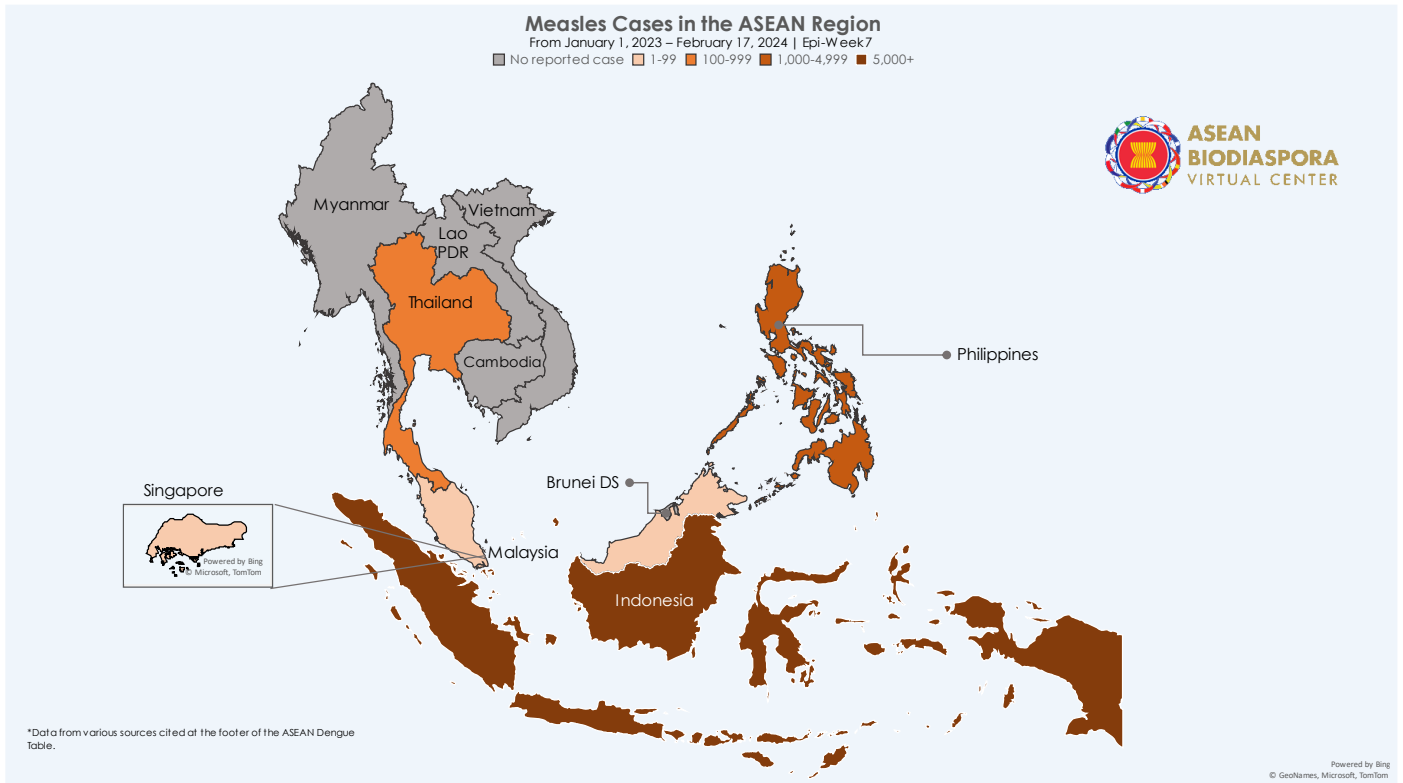 Measles Cases in the ASEAN Region
From January 1, 2023 – February 17, 2024 | Epi-Week7
No reported case 1-99 100-999 1,000-4,999 5,000+
ASEAN
BIODIASPORA
VIRTUAL CENTER
Myanmar
Vietnam
Lao
PDR
Thailand
Cambodia
Philippines
Brunei DS
Singapore
Powered by Bing
© Microsoft, TomTom
Malaysia
Indonesia
*Data from various sources cited at the footer of the ASEAN Dengue
Table.
Powered by Bing
© GeoNames, Microsoft, TomTom